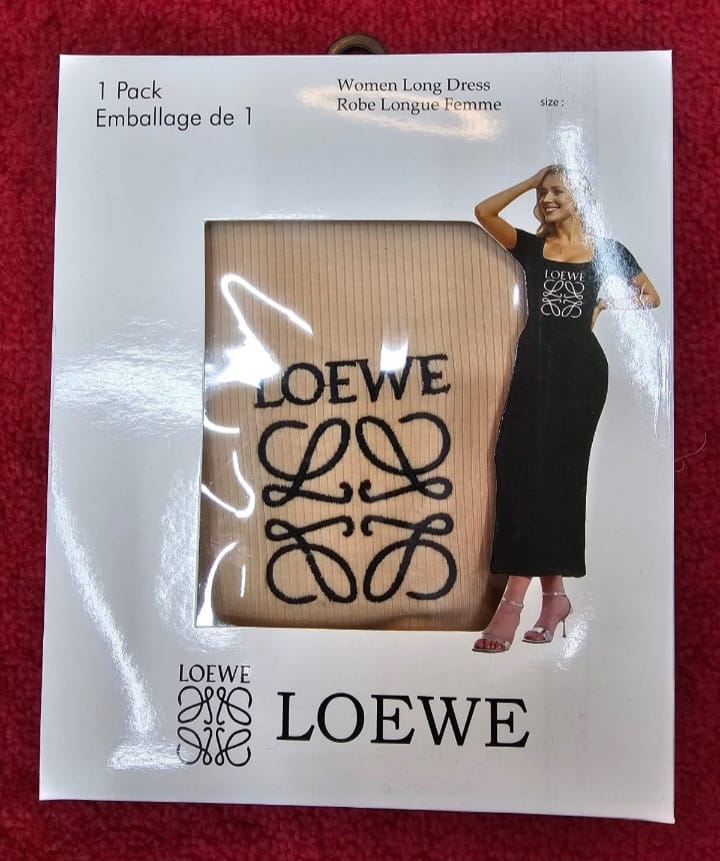 1 Pack
Emballage de 1
Women Long Dress
Robe Longue Femme
size :
LOEWE
LOEWE
LOEWE
LOEWE